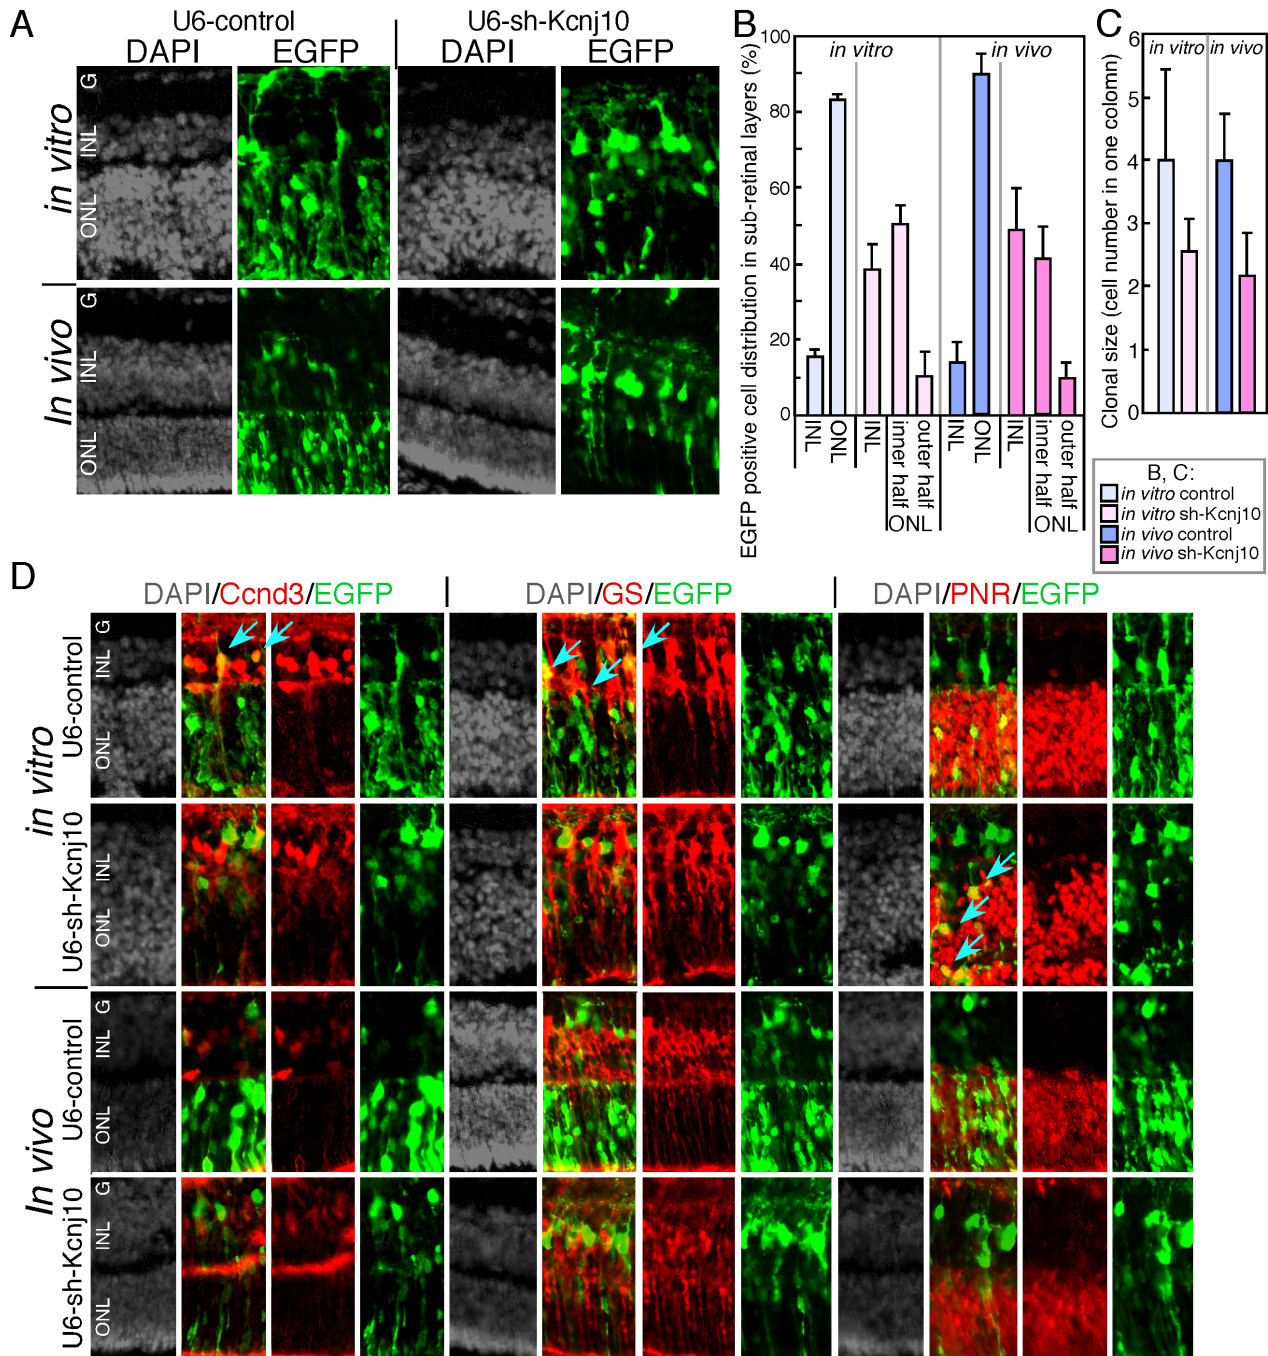 A
U6-control
U6-sh-Kcnj10
DAPI
EGFP
DAPI
EGFP
in vitro
G
INL
ONL
In vivo
G
INL
ONL
B
EGFP positive cell distribution in sub-retinal layers (%)
100
80
60
40
20
0
in vitro
in vivo
INL
ONL
INL
inner half
outer half
ONL
INL
ONL
INL
inner half
outer half
ONL
C
Clonal size (cell number in one colomn)
6
5
4
3
2
1
0
in vitro
in vivo
B, C:
in vitro control
in vitro sh-Kcnj10
in vivo control
in vivo sh-Kcnj10
D
DAPI/Ccnd3/EGFP
DAPI/GS/EGFP
DAPI/PNR/EGFP
in vitro
U6-control
G
INL
ONL
U6-sh-Kcnj10
INL
ONL
In vivo
U6-control
G
INL
ONL
U6-sh-Kcnj10
G
INL
ONL